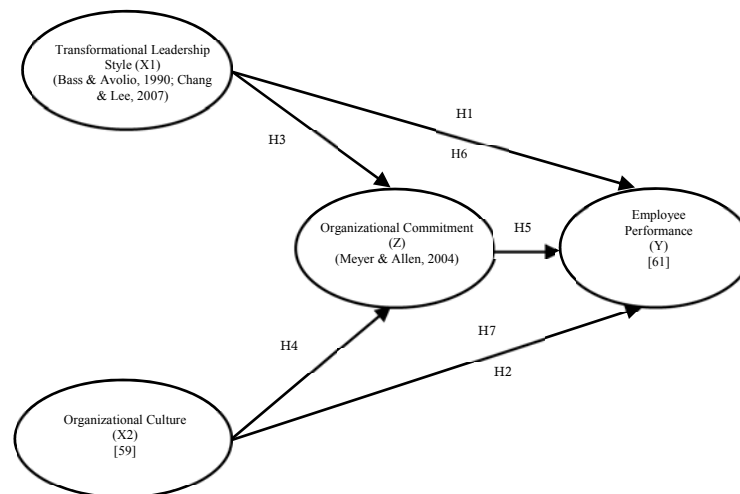 Transformational Leadership
Style (X1)
(Bass & Avolio, 1990; Chang
& Lee, 2007)
H1
H3
H6
Organizational Commitment
(Z)
(Meyer & Allen, 2004)
H5
Employee
Performance
(Y)
[61]
H4
H7
H2
Organizational Culture
(X2)
[59]